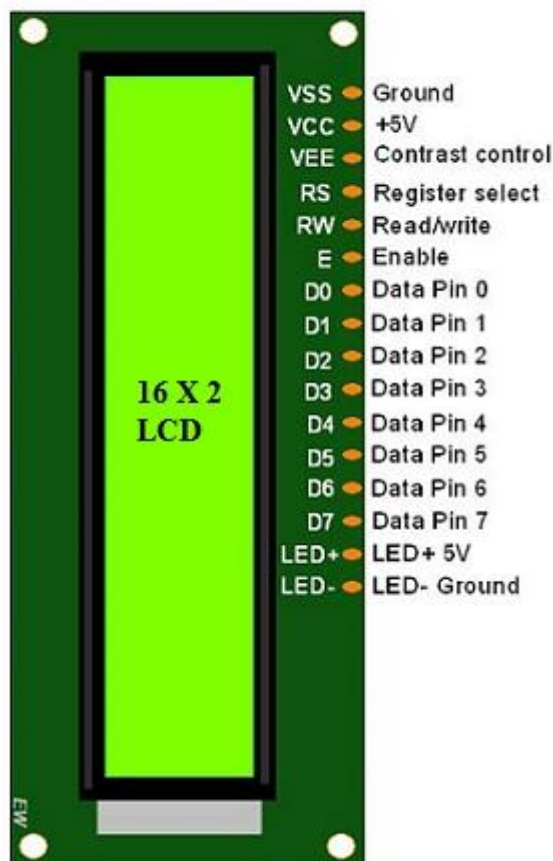 VSS Ground
VCC +5V
VEE Contrast control
RS Register select
RW Read/write
E Enable
D0 Data Pin 0
D1 Data Pin 1
D2 Data Pin 2
D3 Data Pin 3
D4 Data Pin 4
D5 Data Pin 5
D6 Data Pin 6
D7 Data Pin 7
LED+ LED+ 5V
LED- LED- Ground
16 X 2
LCD
EW